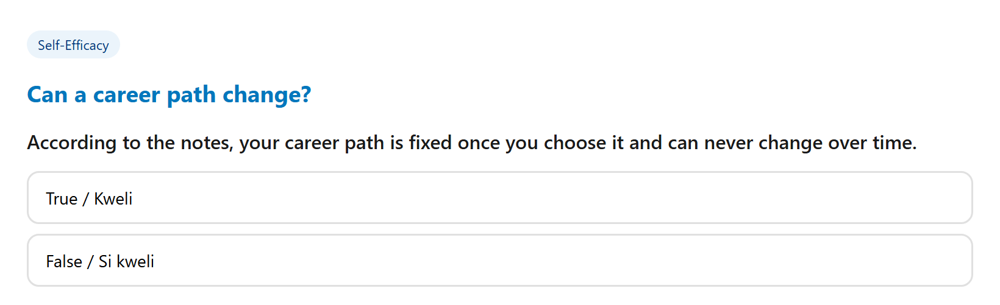 Self-Efficacy
Can a career path change?
According to the notes, your career path is fixed once you choose it and can never change over time.
True / Kweli
False / Si kweli